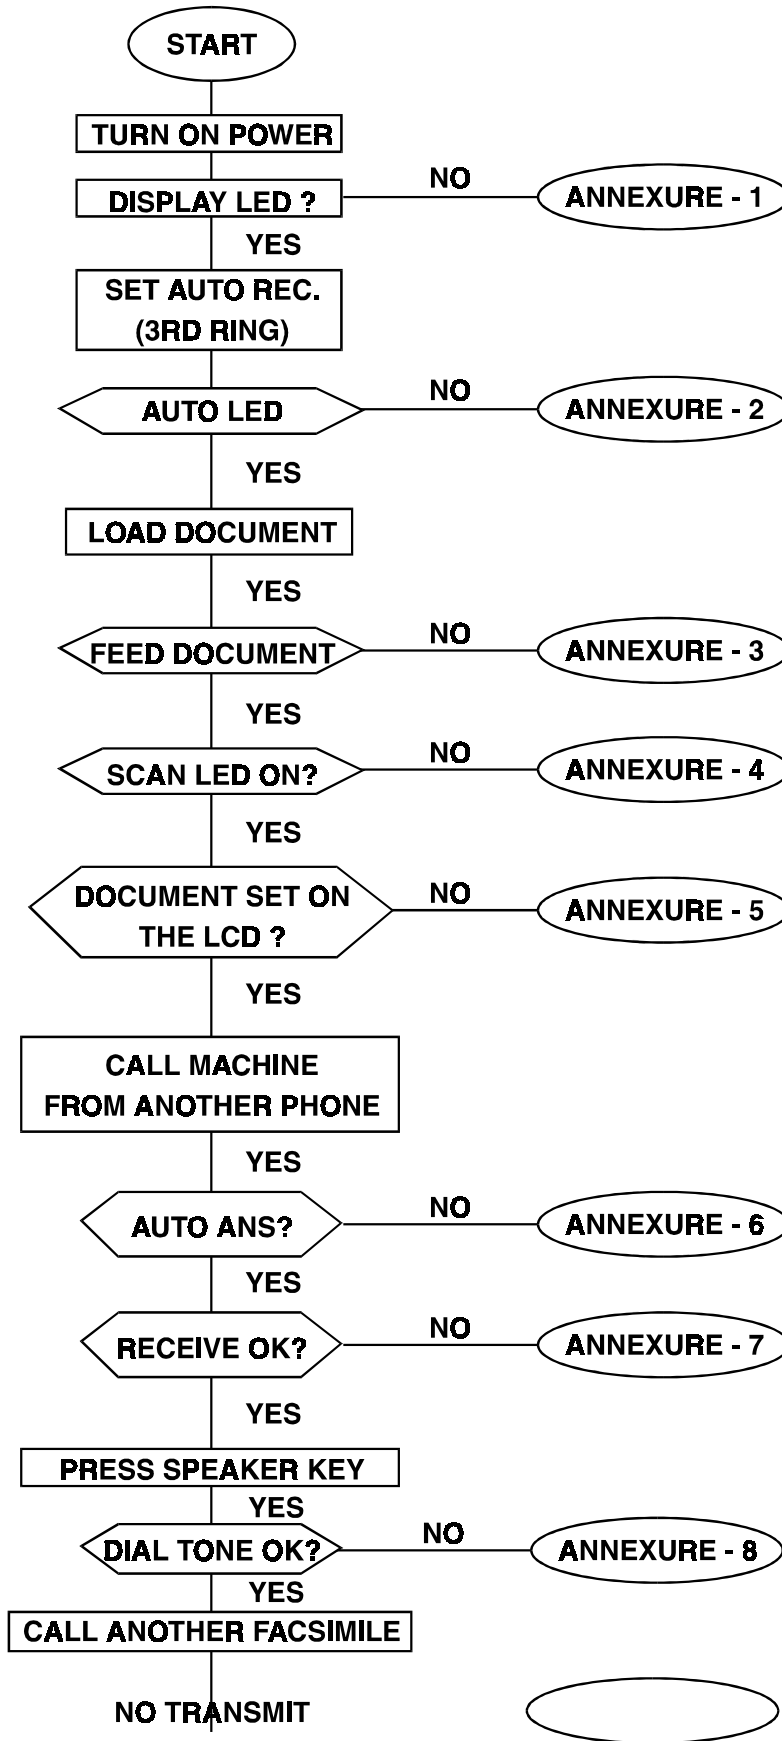 START
TURN ON POWER
DISPLAY LED ?
NO
ANNEXURE - 1
YES
SET AUTO REC.
(3RD RING)
AUTO LED
NO
ANNEXURE - 2
YES
LOAD DOCUMENT
YES
FEED DOCUMENT
NO
ANNEXURE - 3
YES
SCAN LED ON?
NO
ANNEXURE - 4
YES
DOCUMENT SET ON
THE LCD ?
NO
ANNEXURE - 5
YES
CALL MACHINE
FROM ANOTHER PHONE
YES
AUTO ANS?
NO
ANNEXURE - 6
YES
RECEIVE OK?
NO
ANNEXURE - 7
YES
PRESS SPEAKER KEY
YES
DIAL TONE OK?
NO
ANNEXURE - 8
YES
CALL ANOTHER FACSIMILE
NO TRANSMIT